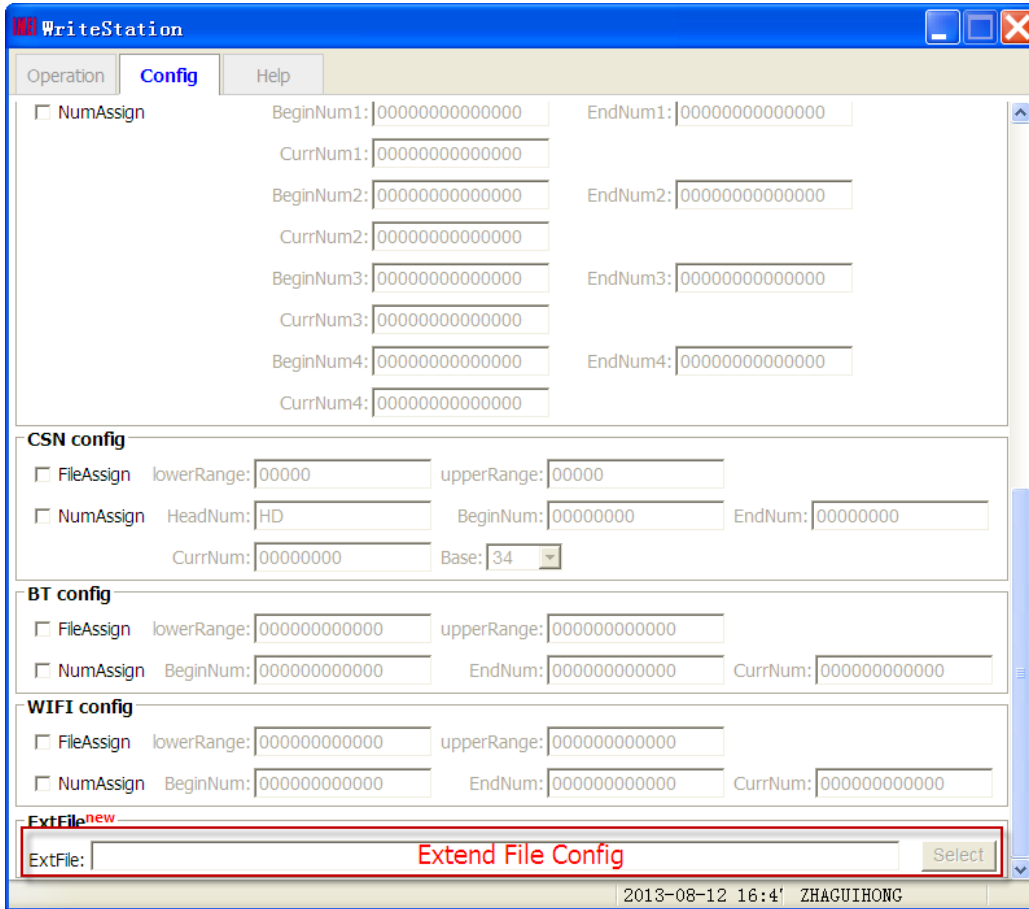 IMEI WriteStation
Operation Config Help
NumAssign BeginNum1: 00000000000000 EndNum1: 00000000000000
CurrNum1: 00000000000000
BeginNum2: 00000000000000 EndNum2: 00000000000000
CurrNum2: 00000000000000
BeginNum3: 00000000000000 EndNum3: 00000000000000
CurrNum3: 00000000000000
BeginNum4: 00000000000000 EndNum4: 00000000000000
CurrNum4: 00000000000000
CSN config
FileAssign lowerRange: 00000 upperRange: 00000
NumAssign HeadNum: HD BeginNum: 00000000 EndNum: 00000000
CurrNum: 00000000 Base: 34
BT config
FileAssign lowerRange: 000000000000 upperRange: 000000000000
NumAssign BeginNum: 000000000000 EndNum: 000000000000 CurrNum: 000000000000
WIFI config
FileAssign lowerRange: 000000000000 upperRange: 000000000000
NumAssign BeginNum: 000000000000 EndNum: 000000000000 CurrNum: 000000000000
ExtFile new
ExtFile: Extend File Config Select
2013-08-12 16:4' ZHAGUIHONG